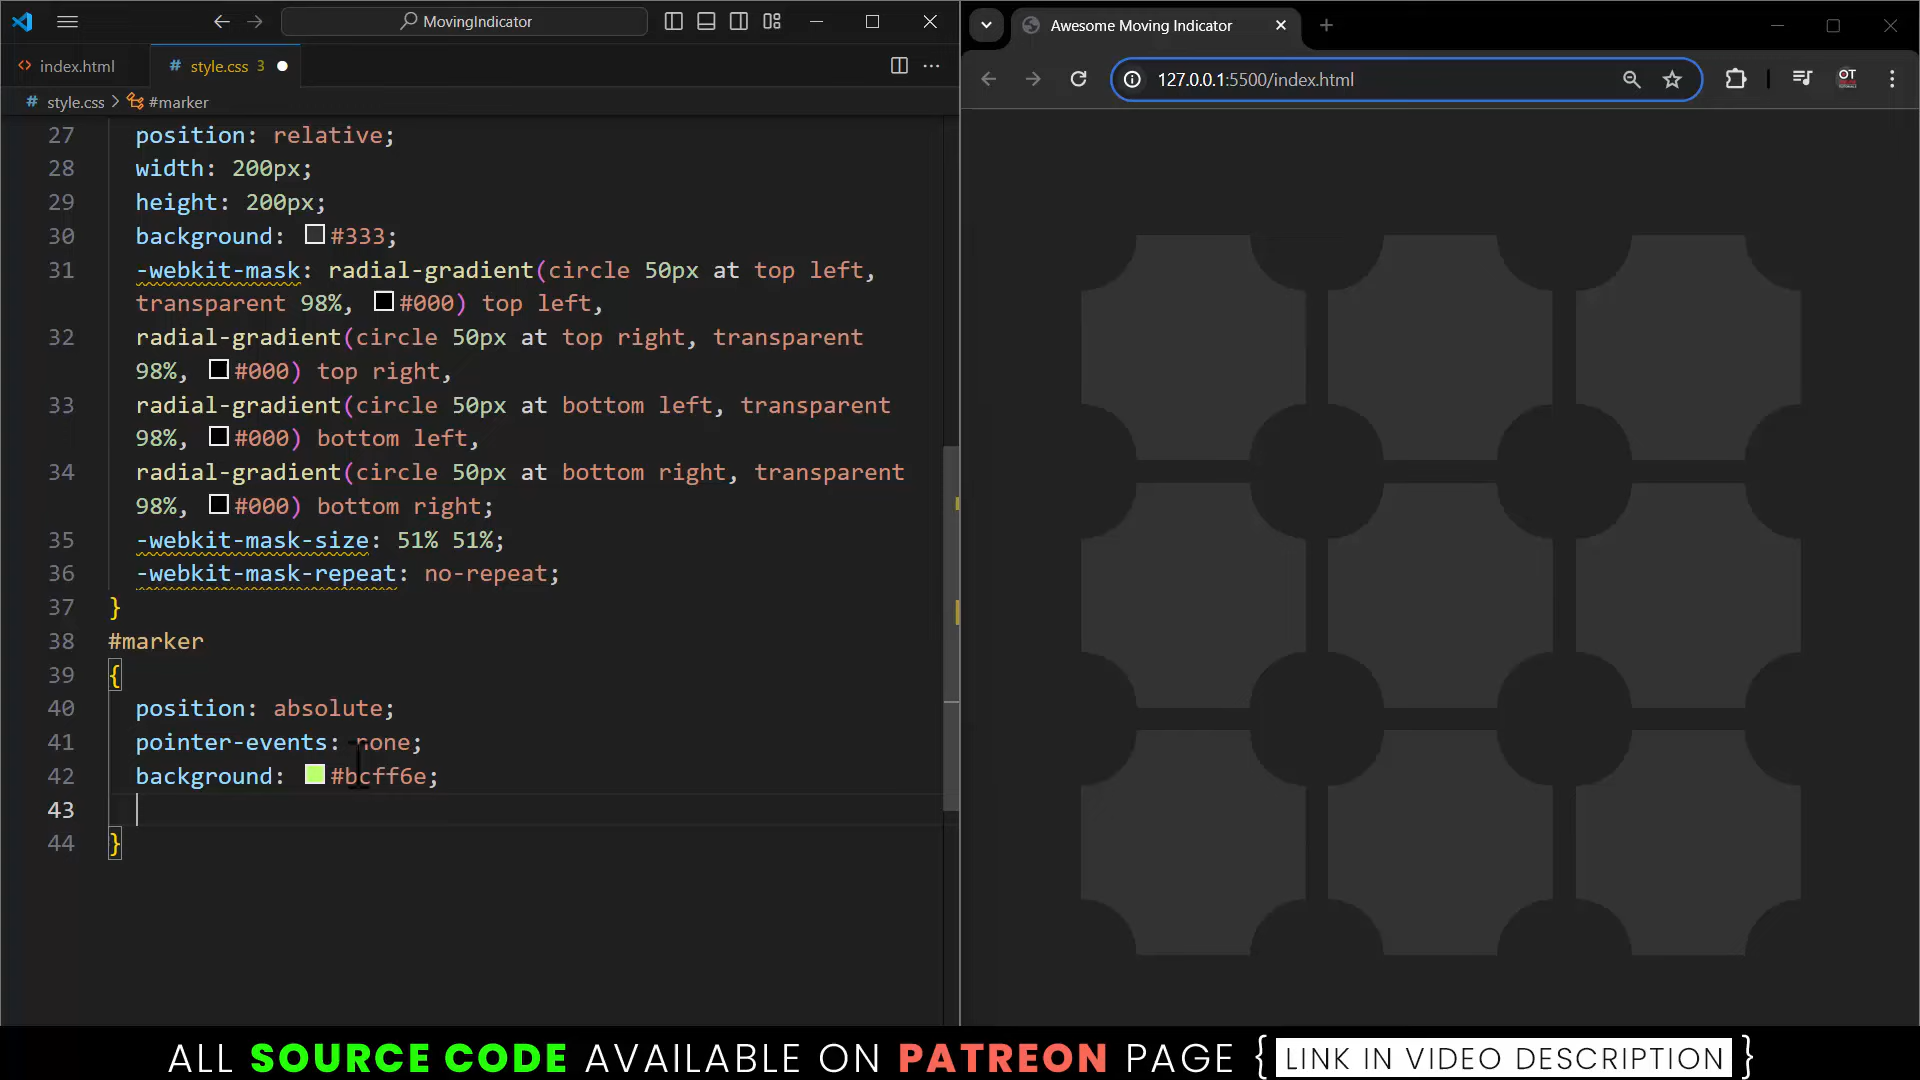 MovingIndicator
index.html
style.css 3
style.css > #marker
27 position: relative;
28 width: 200px;
29 height: 200px;
30 background: #333;
31 -webkit-mask: radial-gradient(circle 50px at top left,
transparent 98%, #000) top left,
32 radial-gradient(circle 50px at top right, transparent
98%, #000) top right,
33 radial-gradient(circle 50px at bottom left, transparent
98%, #000) bottom left,
34 radial-gradient(circle 50px at bottom right, transparent
98%, #000) bottom right;
35 -webkit-mask-size: 51% 51%;
36 -webkit-mask-repeat: no-repeat;
37 }
38 #marker
39 {
40 position: absolute;
41 pointer-events: none;
42 background: #bcff6e;
43
44 }
Awesome Moving Indicator
127.0.0.1:5500/index.html
OT
ALL SOURCE CODE AVAILABLE ON PATREON PAGE { LINK IN VIDEO DESCRIPTION }